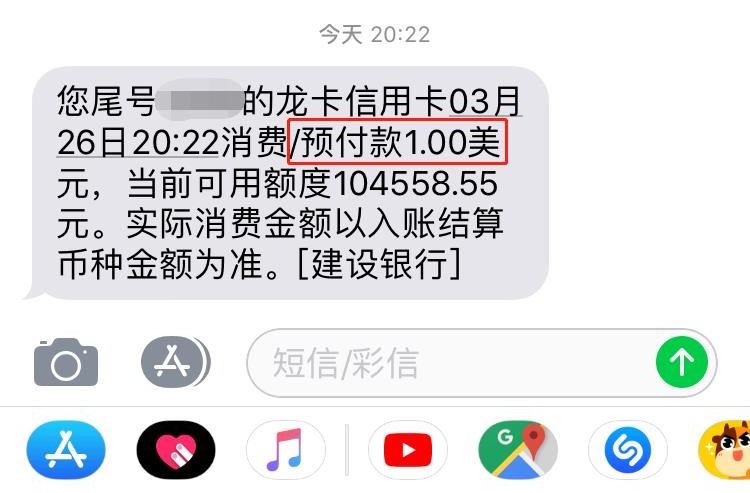 今天 20:22
您尾号 的龙卡信用卡03月
26日20:22消费/预付款1.00美
元，当前可用额度104558.55
元。实际消费金额以入账结算
币种金额为准。[建设银行]
短信/彩信
G